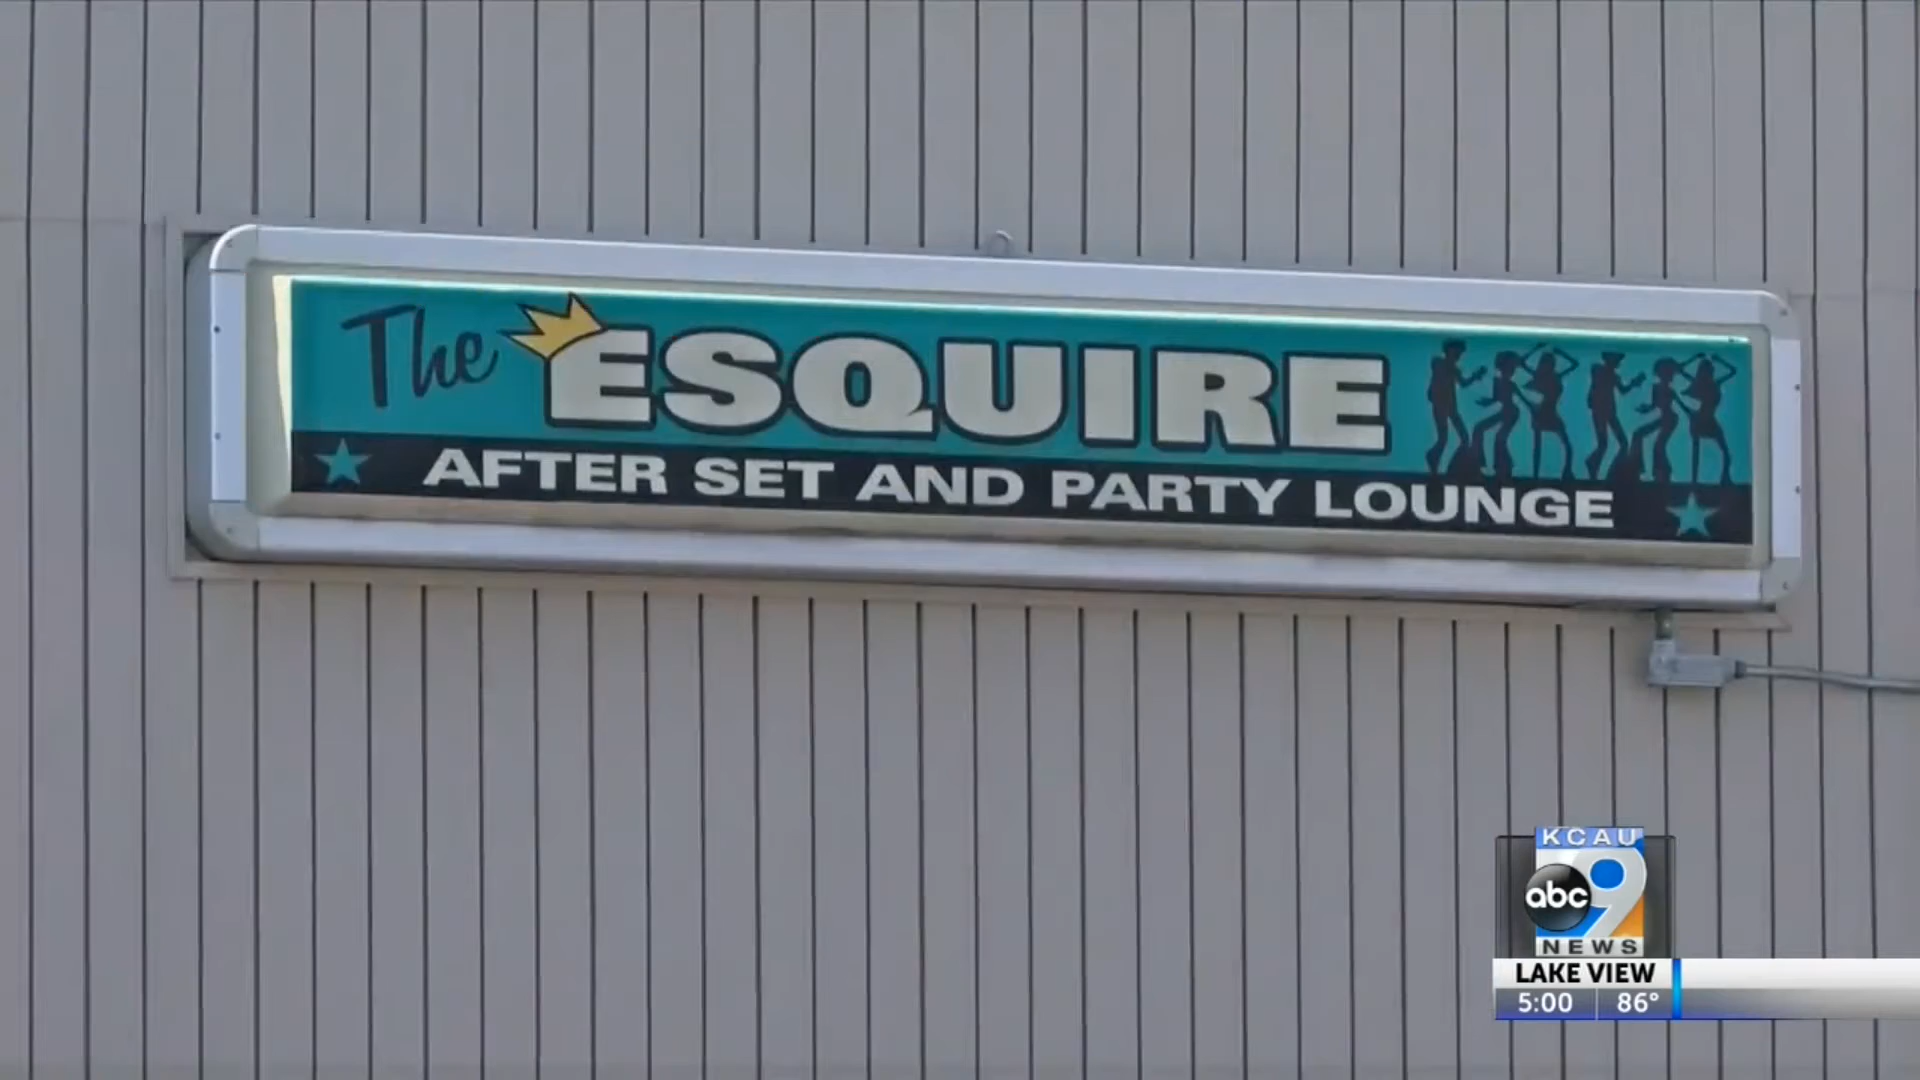 The ESQUIRE
AFTER SET AND PARTY LOUNGE
KCAU
abc 9
NEWS
LAKE VIEW
5:00 86°